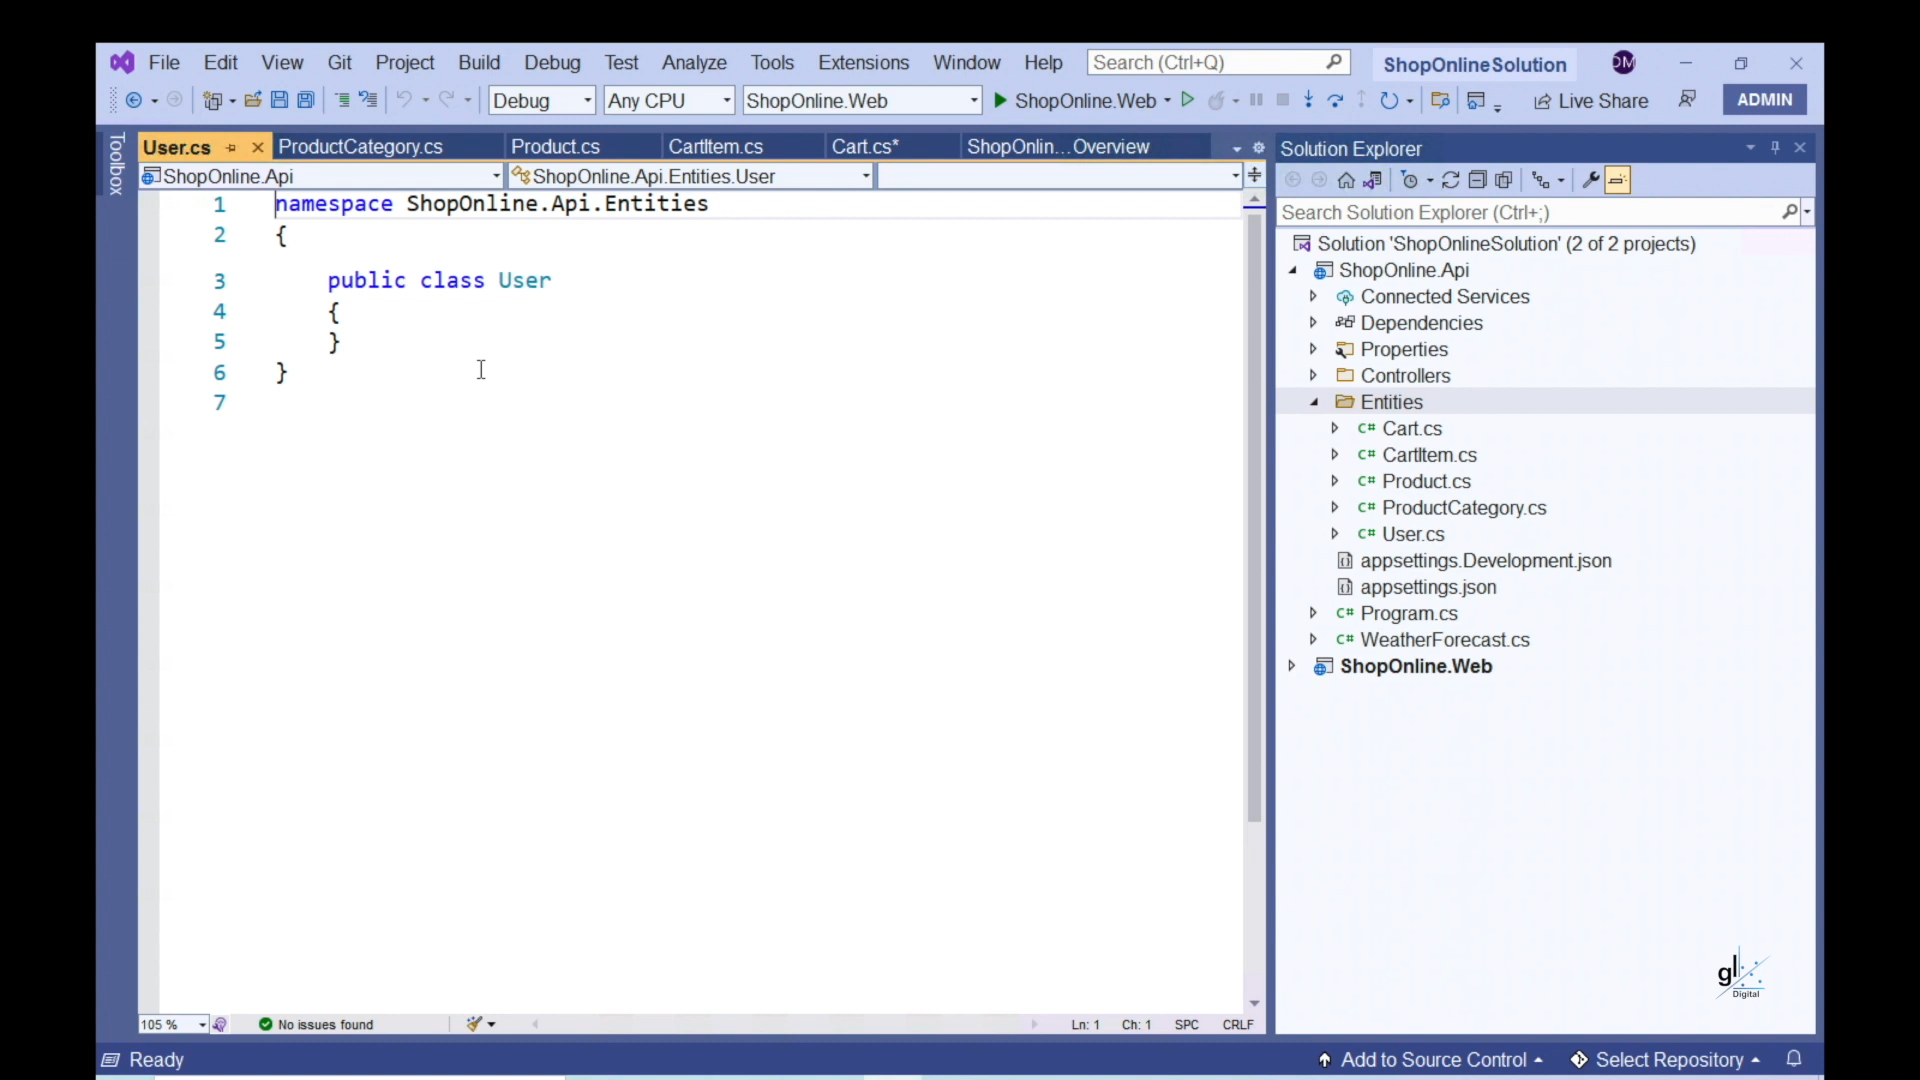 File Edit View Git Project Build Debug Test Analyze Tools Extensions Window Help Search (Ctrl+Q) ShopOnlineSolution DM
Debug Any CPU ShopOnline.Web ShopOnline.Web Live Share ADMIN
Toolbox
User.cs ProductCategory.cs Product.cs CartItem.cs Cart.cs* ShopOnlin...Overview
ShopOnline.Api ShopOnline.Api.Entities.User
1 namespace ShopOnline.Api.Entities
2 {
3 public class User
4 {
5 }
6 }
7
105 % No issues found Ln: 1 Ch: 1 SPC CRLF
Solution Explorer
Search Solution Explorer (Ctrl+;)
Solution 'ShopOnlineSolution' (2 of 2 projects)
ShopOnline.Api
Connected Services
Dependencies
Properties
Controllers
Entities
C# Cart.cs
C# CartItem.cs
C# Product.cs
C# ProductCategory.cs
C# User.cs
appsettings.Development.json
appsettings.json
C# Program.cs
C# WeatherForecast.cs
ShopOnline.Web
gl
Digital
Ready Add to Source Control Select Repository